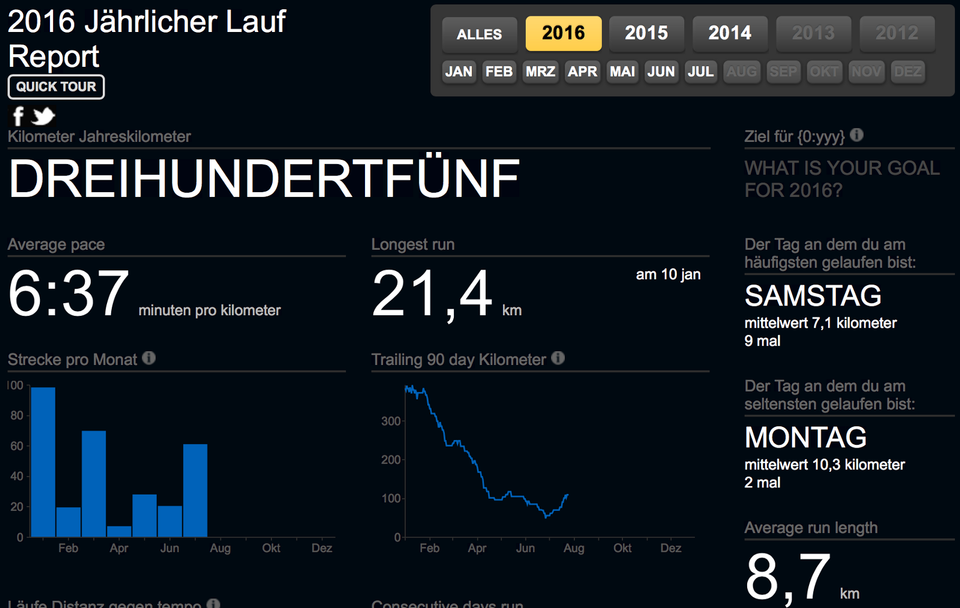 2016 Jährlicher Lauf
Report
QUICK TOUR
ALLES 2016 2015 2014 2013 2012
JAN FEB MRZ APR MAI JUN JUL AUG SEP OKT NOV DEZ
Kilometer Jahreskilometer
DREIHUNDERTFÜNF
Ziel für {0:yyy}
WHAT IS YOUR GOAL
FOR 2016?
Average pace
6:37 minuten pro kilometer
Longest run
21,4 km
am 10 jan
Der Tag an dem du am
häufigsten gelaufen bist:
SAMSTAG
mittelwert 7,1 kilometer
9 mal
Strecke pro Monat
100
80
60
40
20
0
Feb Apr Jun Aug Okt Dez
Trailing 90 day Kilometer
300
200
100
0
Feb Apr Jun Aug Okt Dez
Der Tag an dem du am
seltensten gelaufen bist:
MONTAG
mittelwert 10,3 kilometer
2 mal
Average run length
8,7 km
Läufe Distanz gegen tempo
Consecutive days run